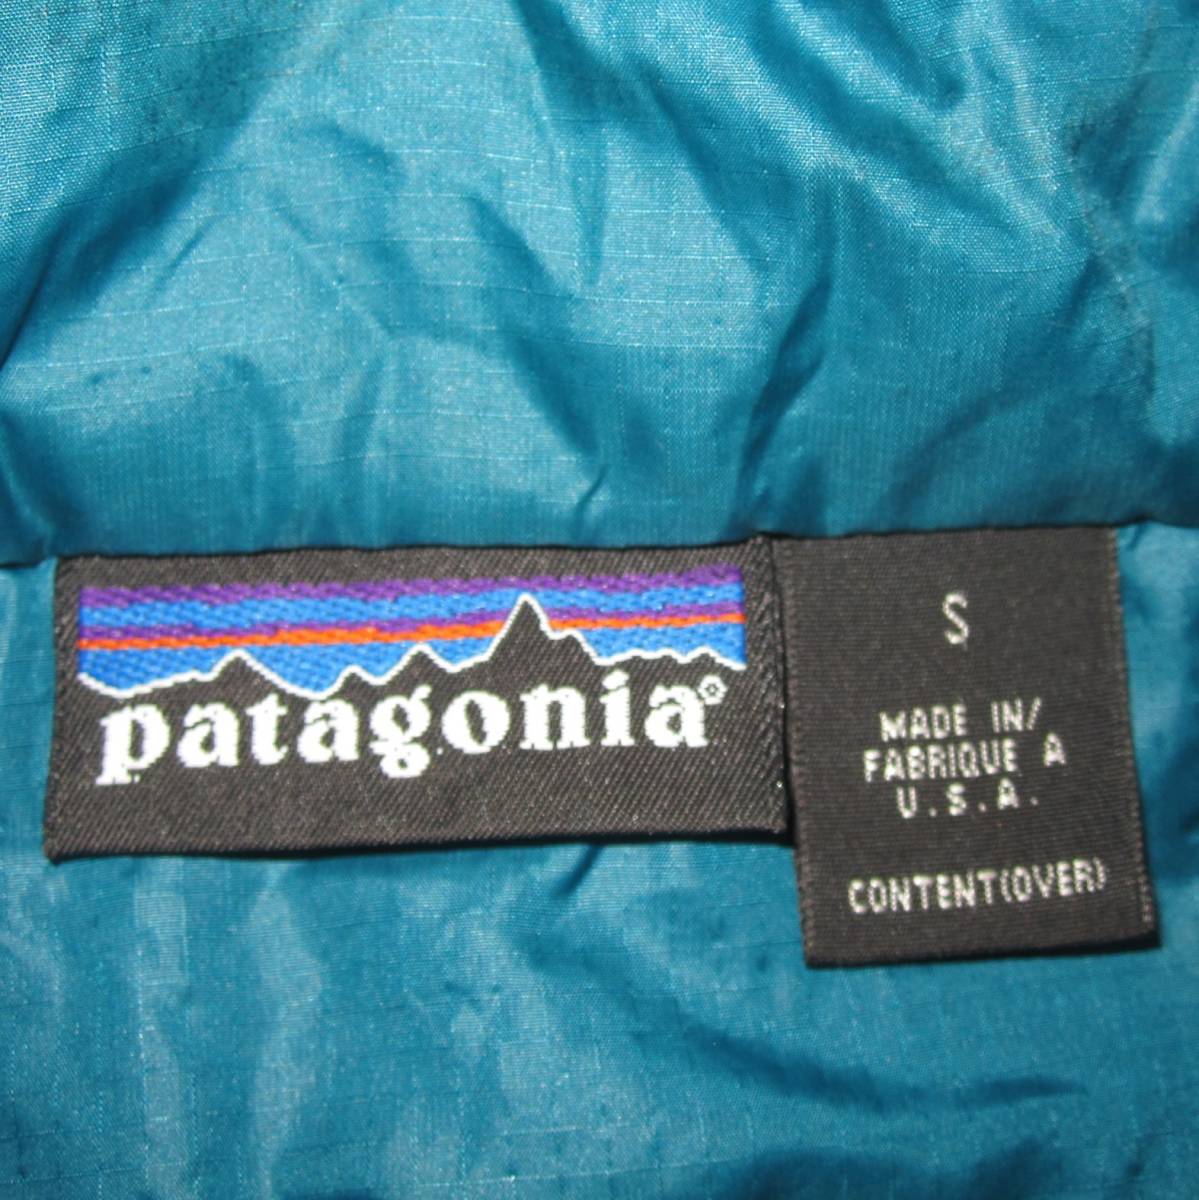 patagonia®
S
MADE IN/
FABRIQUE A
U.S.A.
CONTENT(OVER)